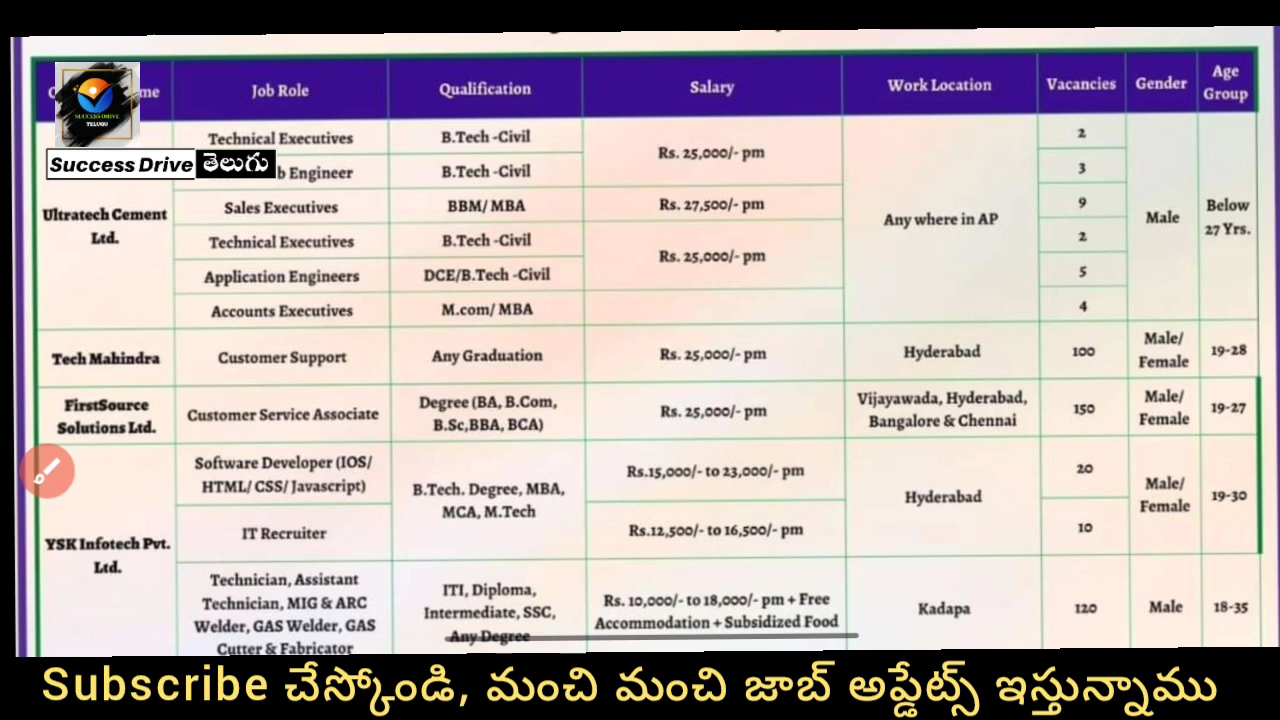 Job Role
Qualification
Salary
Work Location
Vacancies
Gender
Age
Group
SUCCESS DRIVE
TELUGU
Success Drive తెలుగు
Ultratech Cement
Ltd.
Technical Executives
B.Tech -Civil
Rs. 25,000/- pm
Any where in AP
2
Male
Below
27 Yrs.
Engineer
B.Tech -Civil
3
Sales Executives
BBM/ MBA
Rs. 27,500/- pm
9
Technical Executives
B.Tech -Civil
Rs. 25,000/- pm
2
Application Engineers
DCE/B.Tech -Civil
5
Accounts Executives
M.com/ MBA
4
Tech Mahindra
Customer Support
Any Graduation
Rs. 25,000/- pm
Hyderabad
100
Male/
Female
19-28
FirstSource
Solutions Ltd.
Customer Service Associate
Degree (BA, B.Com,
B.Sc,BBA, BCA)
Rs. 25,000/- pm
Vijayawada, Hyderabad,
Bangalore & Chennai
150
Male/
Female
19-27
YSK Infotech Pvt.
Ltd.
Software Developer (IOS/
HTML/ CSS/ Javascript)
B.Tech. Degree, MBA,
MCA, M.Tech
Rs.15,000/- to 23,000/- pm
Hyderabad
20
Male/
Female
19-30
IT Recruiter
Rs.12,500/- to 16,500/- pm
10
Technician, Assistant
Technician, MIG & ARC
Welder, GAS Welder, GAS
Cutter & Fabricator
ITI, Diploma,
Intermediate, SSC,
Any Degree
Rs. 10,000/- to 18,000/- pm + Free
Accommodation + Subsidized Food
Kadapa
120
Male
18-35
Subscribe చేస్కోండి, మంచి మంచి జాబ్ అప్డేట్స్ ఇస్తున్నాము